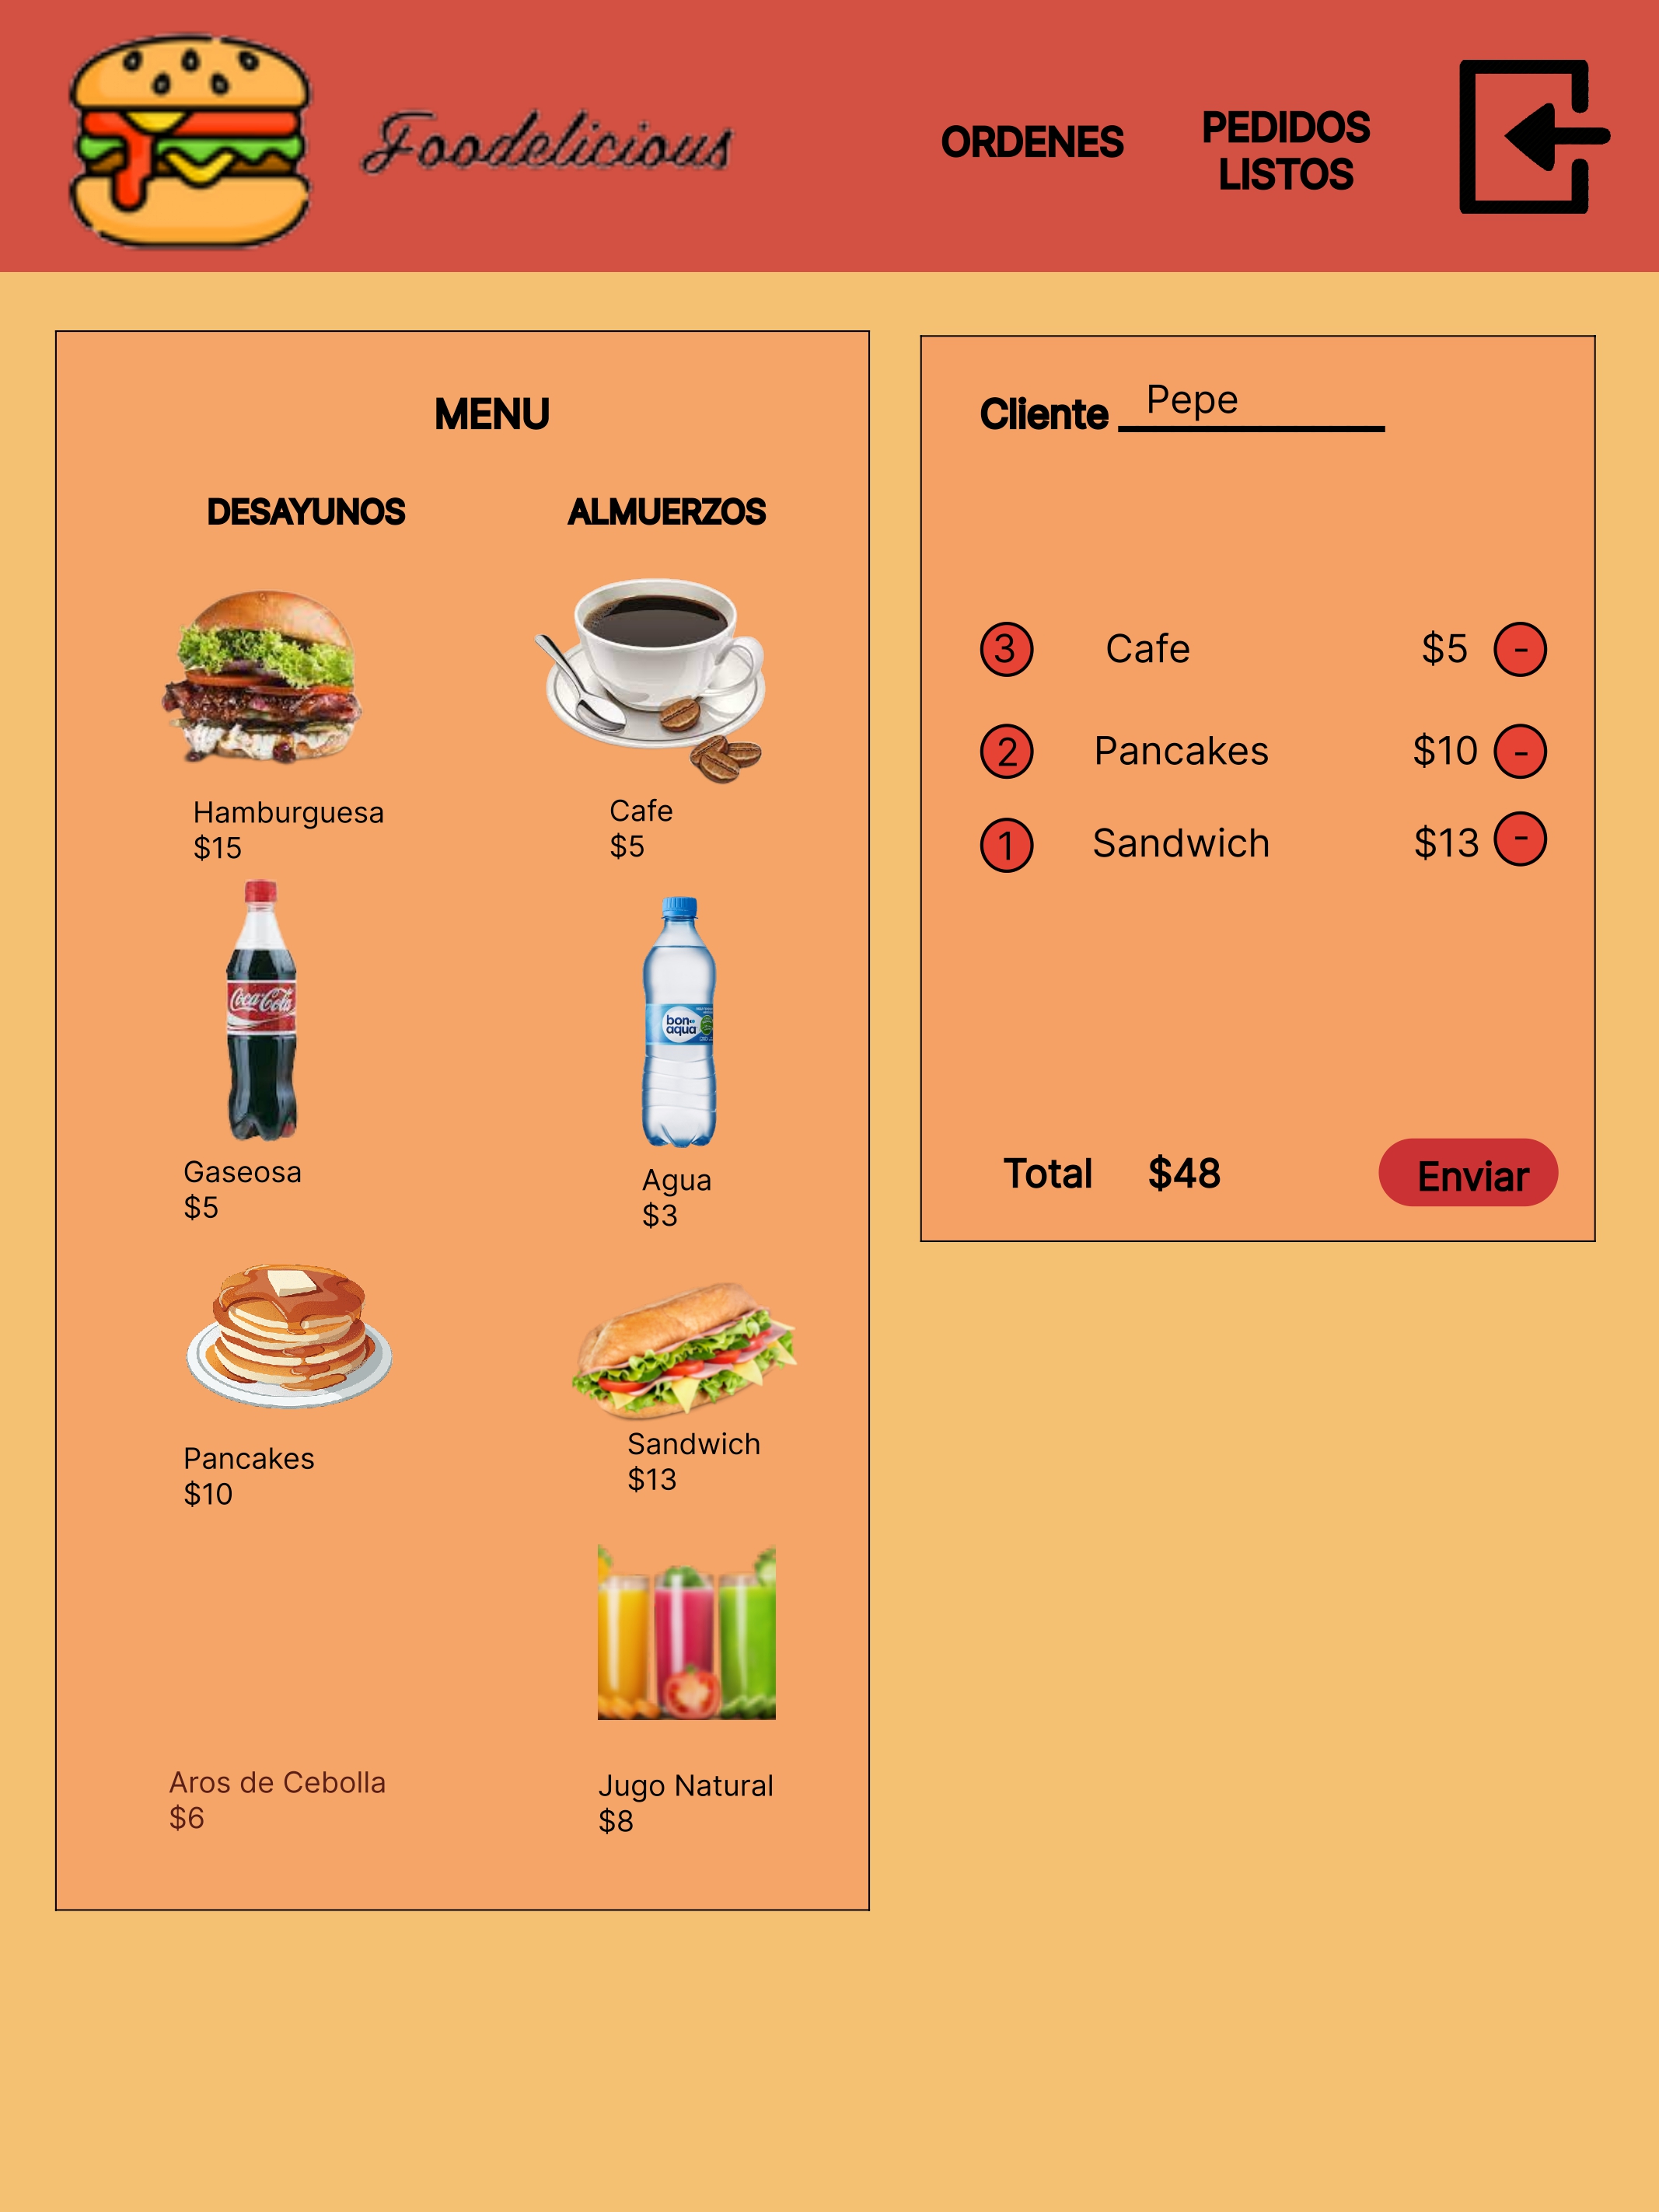 Foodelicious
ORDENES
PEDIDOS
LISTOS
MENU
DESAYUNOS
ALMUERZOS
Hamburguesa
$15
Cafe
$5
Coca-Cola
Gaseosa
$5
bon
aqua
Agua
$3
Pancakes
$10
Sandwich
$13
Aros de Cebolla
$6
Jugo Natural
$8
Cliente Pepe
3 Cafe $5 -
2 Pancakes $10 -
1 Sandwich $13 -
Total $48 Enviar